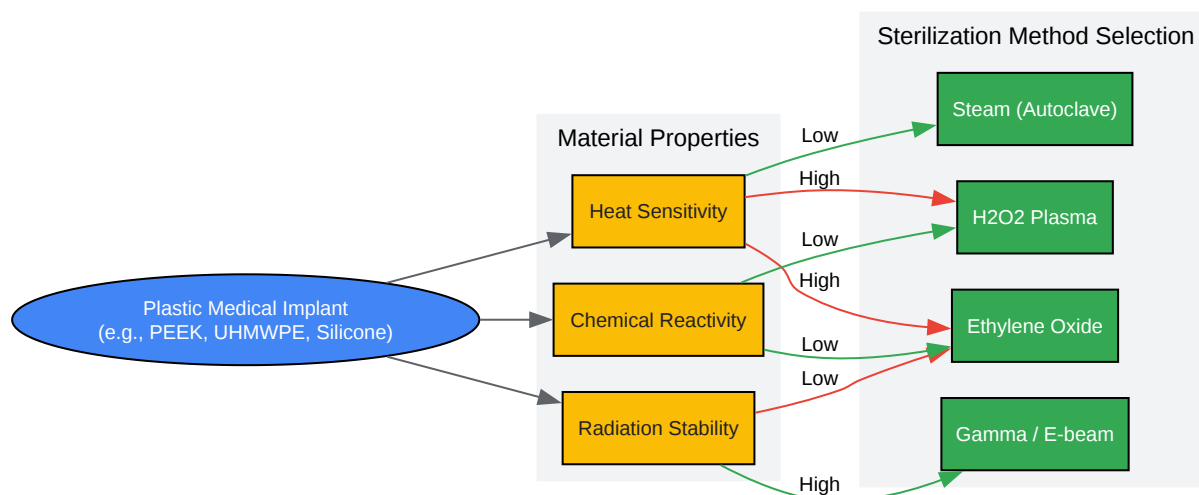 Sterilization Method Selection
Material Properties
Plastic Medical Implant
(e.g., PEEK, UHMWPE, Silicone)
Heat Sensitivity
Chemical Reactivity
Radiation Stability
Low
High
Low
High
Low
Low
High
Steam (Autoclave)
H2O2 Plasma
Ethylene Oxide
Gamma / E-beam